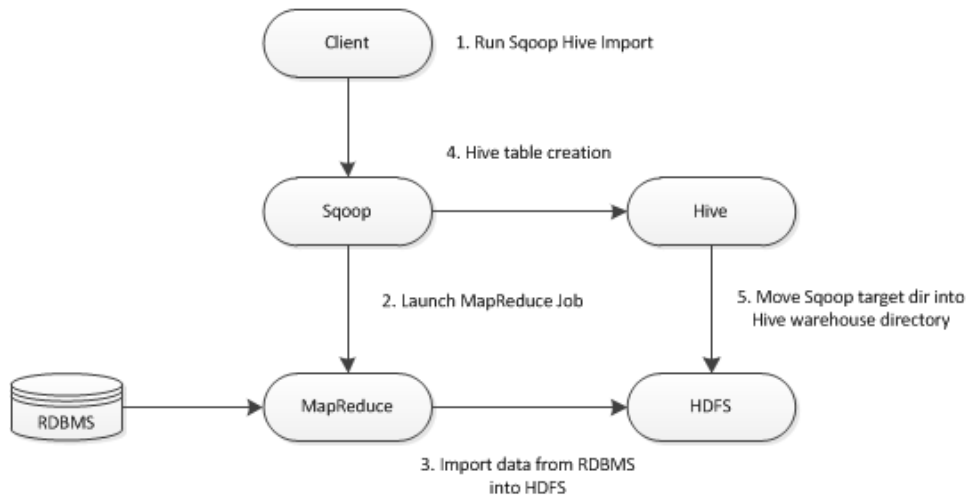 Client
1. Run Sqoop Hive Import
4. Hive table creation
Sqoop
Hive
2. Launch MapReduce Job
5. Move Sqoop target dir into
Hive warehouse directory
RDBMS
MapReduce
HDFS
3. Import data from RDBMS
into HDFS